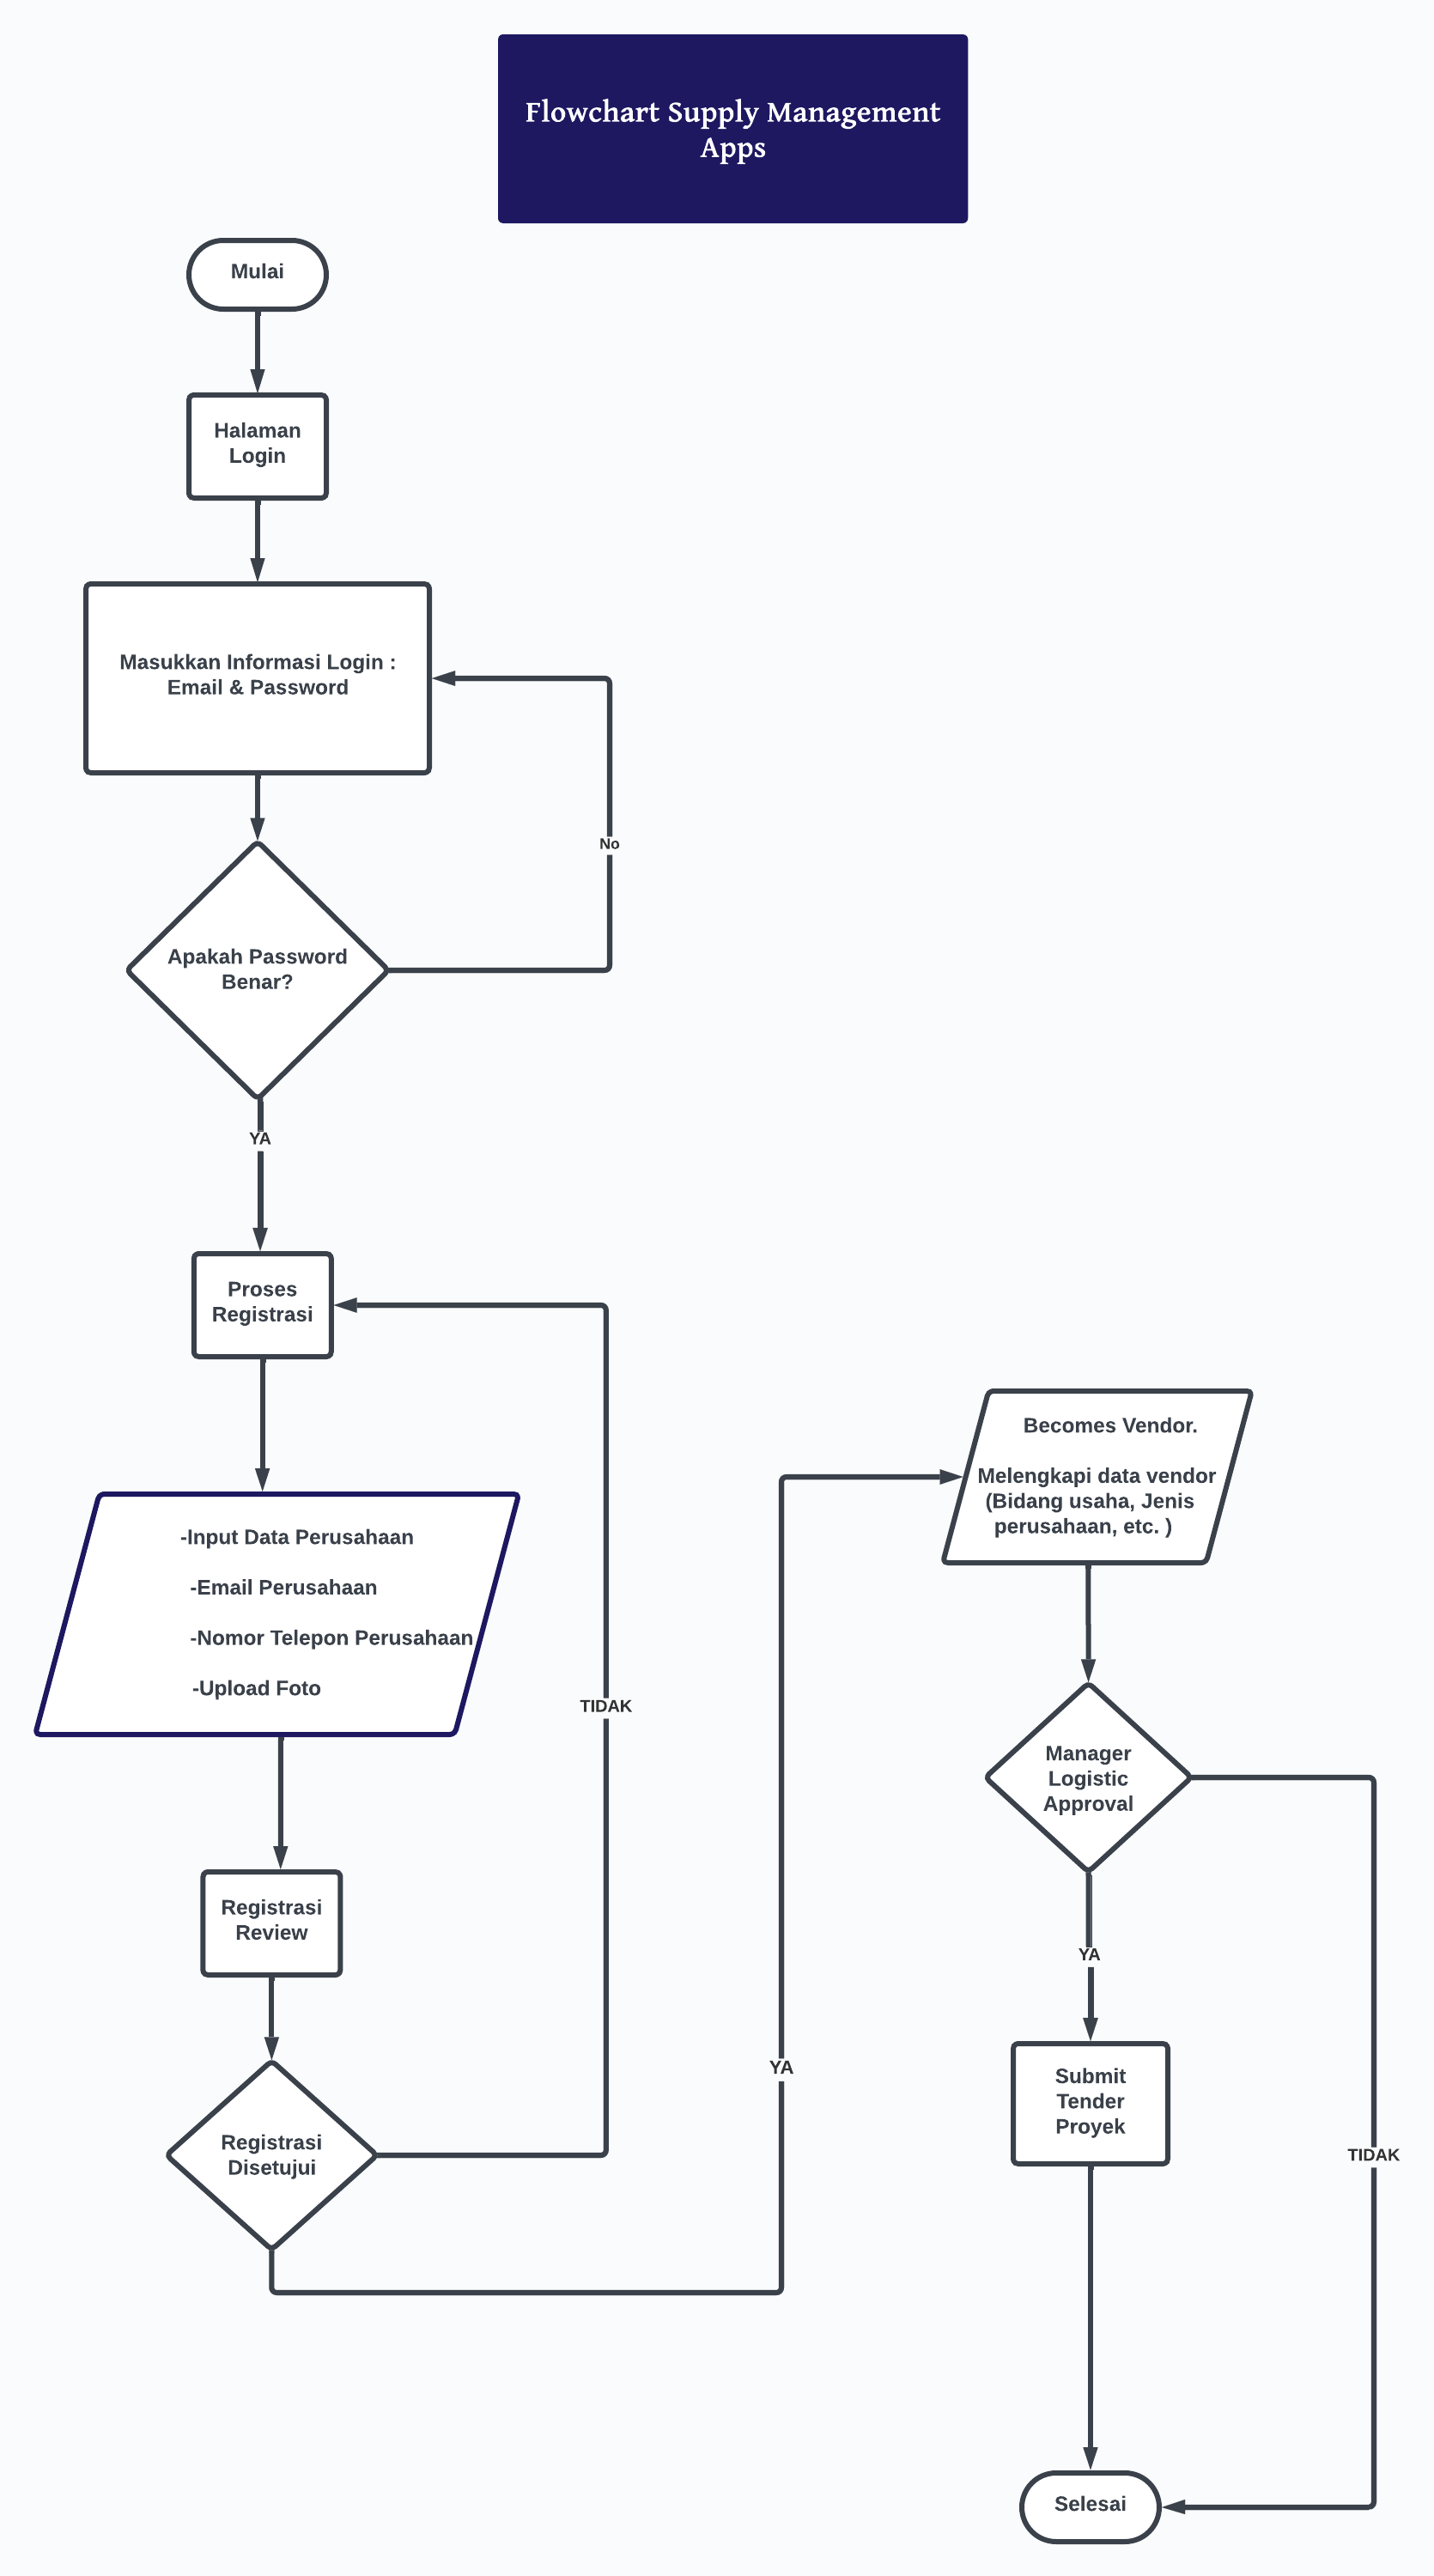 Flowchart Supply Management
Apps
Mulai
Halaman
Login
Masukkan Informasi Login :
Email & Password
No
Apakah Password
Benar?
YA
Proses
Registrasi
-Input Data Perusahaan
-Email Perusahaan
-Nomor Telepon Perusahaan
-Upload Foto
TIDAK
Registrasi
Review
Registrasi
Disetujui
YA
Becomes Vendor.
Melengkapi data vendor
(Bidang usaha, Jenis
perusahaan, etc. )
Manager
Logistic
Approval
YA
Submit
Tender
Proyek
TIDAK
Selesai